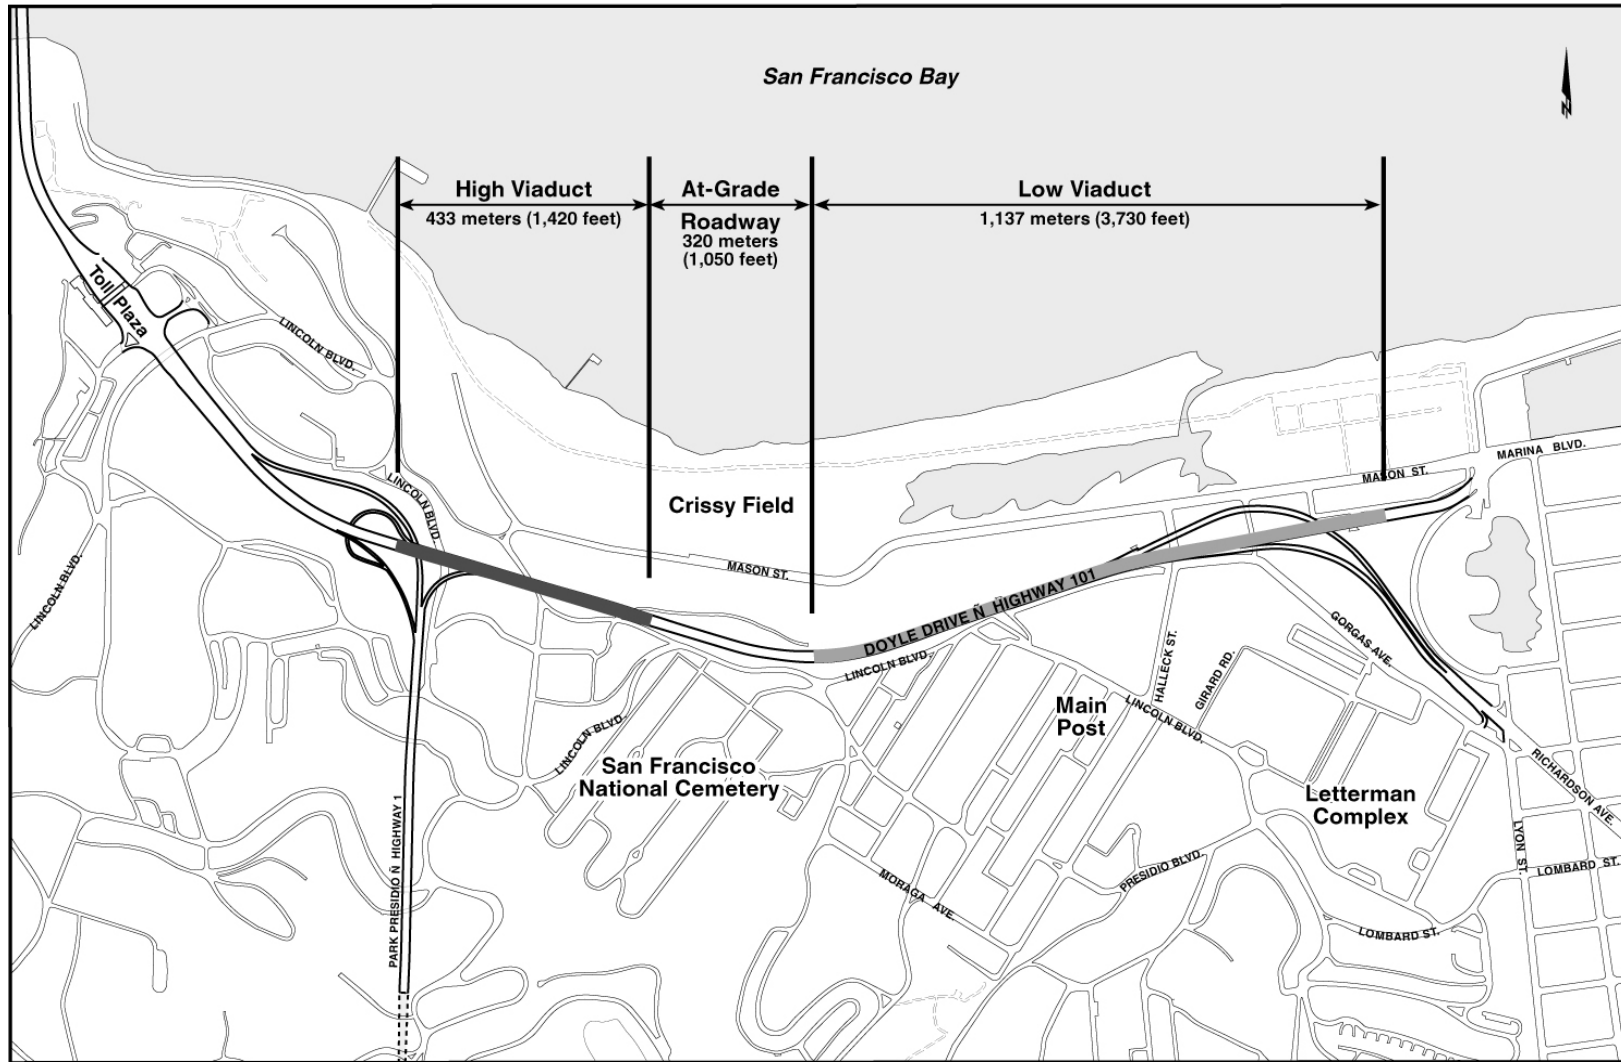 San Francisco Bay
N
High Viaduct
433 meters (1,420 feet)
At-Grade
Roadway
320 meters
(1,050 feet)
Low Viaduct
1,137 meters (3,730 feet)
Toll Plaza
LINCOLN BLVD.
LINCOLN BLVD.
LINCOLN BLVD.
Crissy Field
MASON ST.
MASON ST.
MARINA BLVD.
DOYLE DRIVE Ñ HIGHWAY 101
LINCOLN BLVD.
LINCOLN BLVD.
LINCOLN BLVD.
HALLECK ST.
GIRARD RD.
GORGAS AVE.
Main
Post
San Francisco
National Cemetery
Letterman
Complex
RICHARDSON AVE.
PARK PRESIDIO Ñ HIGHWAY 1
MORAGA AVE.
PRESIDIO BLVD.
LYON ST.
LOMBARD ST.
LOMBARD ST.